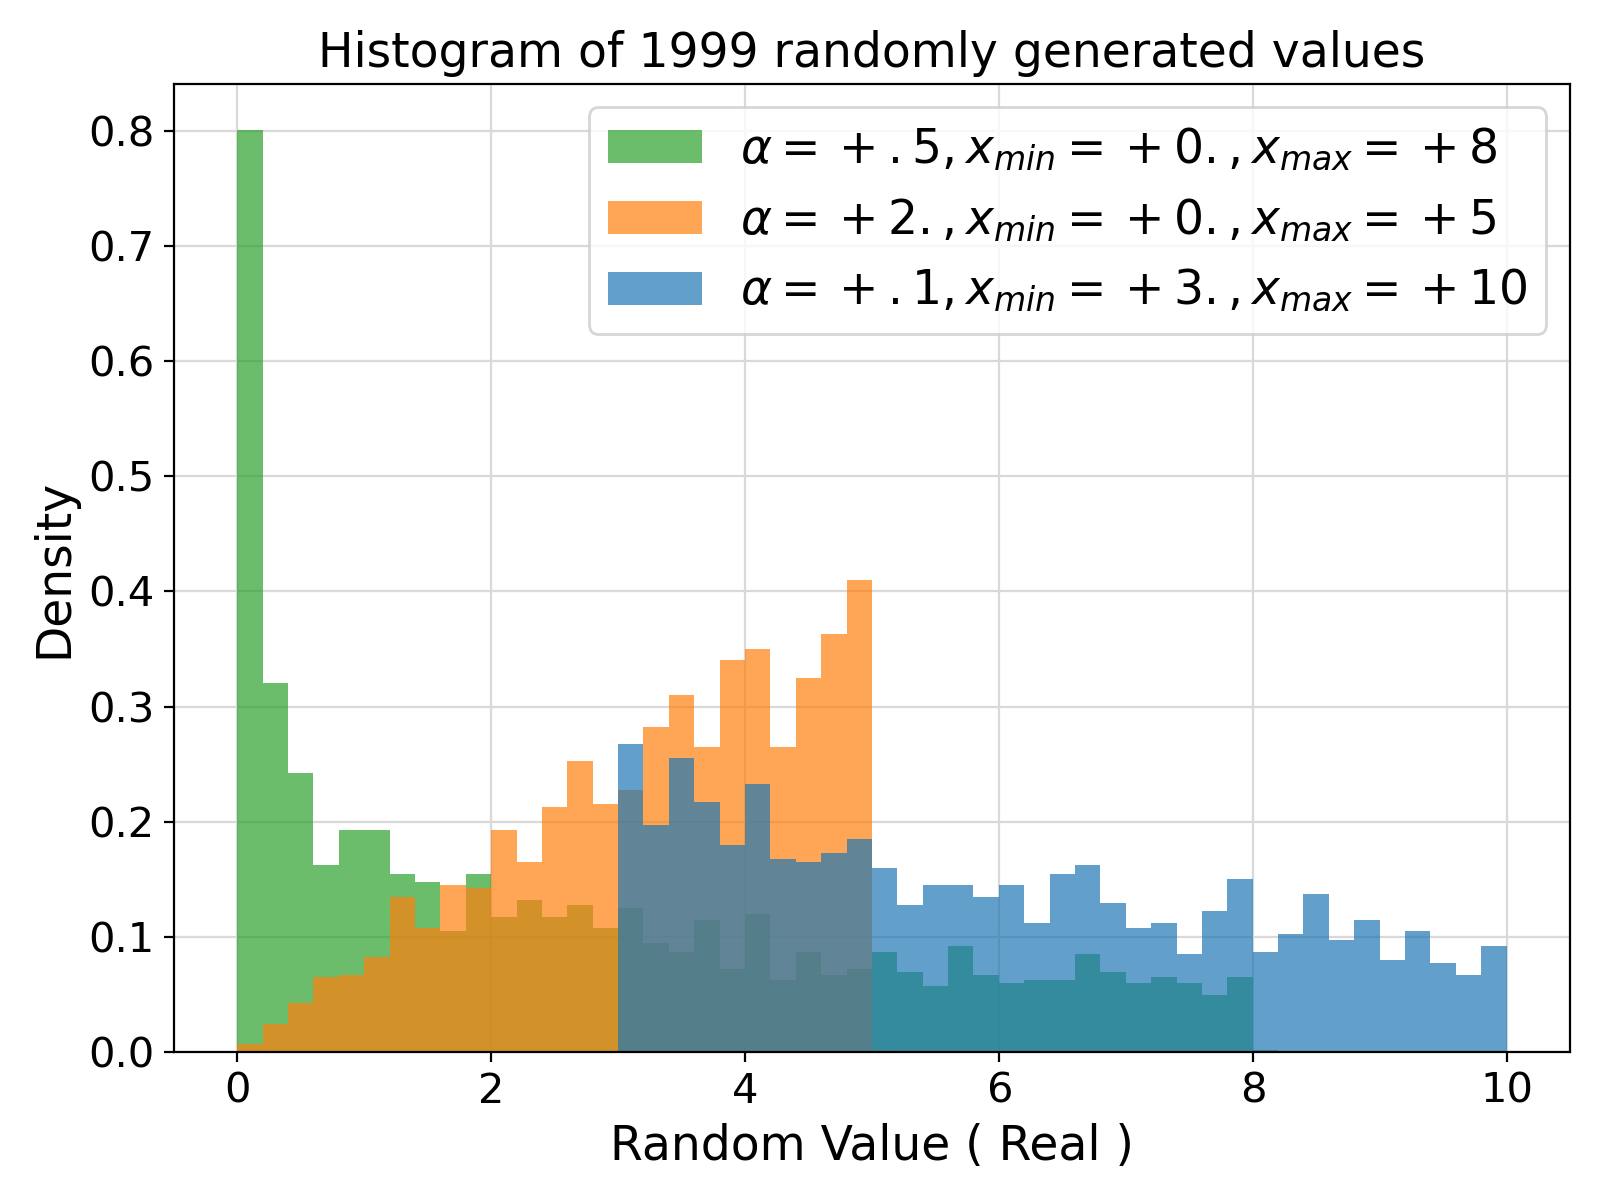 Histogram of 1999 randomly generated values
α = +.5, x_min = +0., x_max = +8
α = +2., x_min = +0., x_max = +5
α = +.1, x_min = +3., x_max = +10
Density
0.8
0.7
0.6
0.5
0.4
0.3
0.2
0.1
0.0
0 2 4 6 8 10
Random Value ( Real )